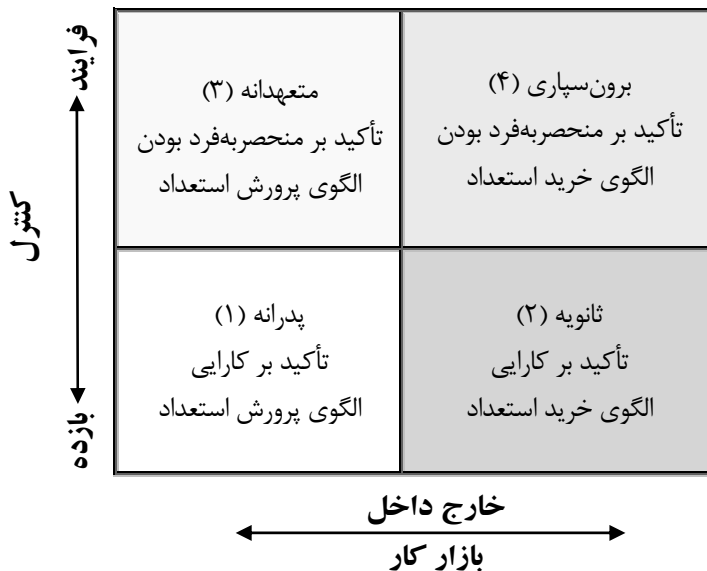 فرایند
کنترل
بازده
برون‌سپاری (۴)
تأکید بر منحصربه‌فرد بودن
الگوی خرید استعداد
متعهدانه (۳)
تأکید بر منحصربه‌فرد بودن
الگوی پرورش استعداد
ثانویه (۲)
تأکید بر کارایی
الگوی خرید استعداد
پدرانه (۱)
تأکید بر کارایی
الگوی پرورش استعداد
خارج داخل
بازار کار